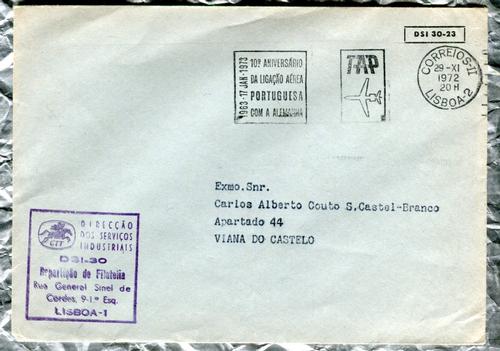 DSI 30-23
1963-17 JAN-1973
10º ANIVERSÁRIO
DA LIGAÇÃO AÉREA
PORTUGUESA
COM A ALEMANHA
TAP
CORREIOS-II
29-XI
1972
20 H
LISBOA-2
Exmo.Snr.
Carlos Alberto Couto S.Castel-Branco
Apartado 44
VIANA DO CASTELO
CTT
DIRECÇÃO
DOS SERVIÇOS
INDUSTRIAIS
DSI-30
Repartição de Filatelia
Rua General Sinel de
Cordes, 9-1.º Esq.
LISBOA-1